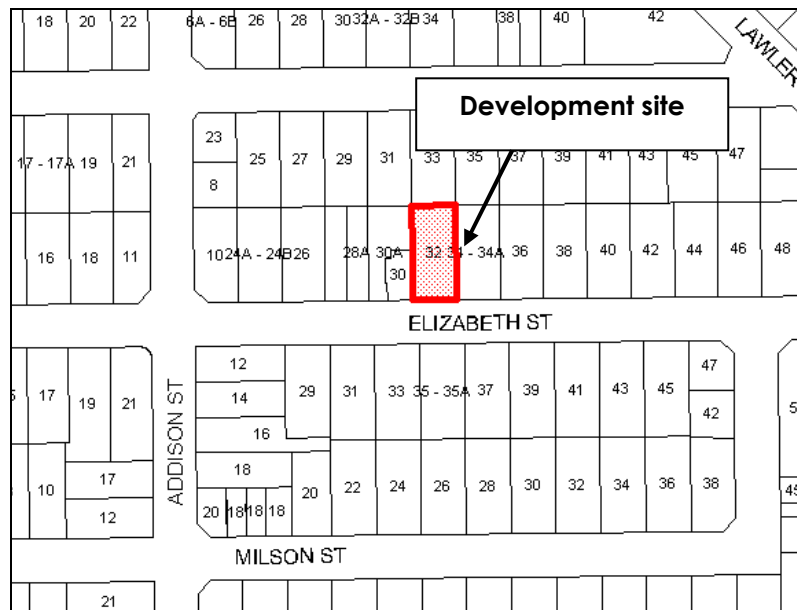 18 20 22 6A - 6B 26 28 30 32A - 32B 34 38 40 42
LAWLER
Development site
23 25 27 29 31 33 35 37 39 41 43 45 47
17 - 17A 19 21
8
16 18 11 10 24A - 24B 26 28A 30A 32 34 - 34A 36 38 40 42 44 46 48
30
ELIZABETH ST
12 47
17 19 21 14 29 31 33 35 - 35A 37 39 41 43 45
42
16
ADDISON ST
18
10 17 20 22 24 26 28 30 32 34 36 38
12 20 18 18 18
45
MILSON ST
21